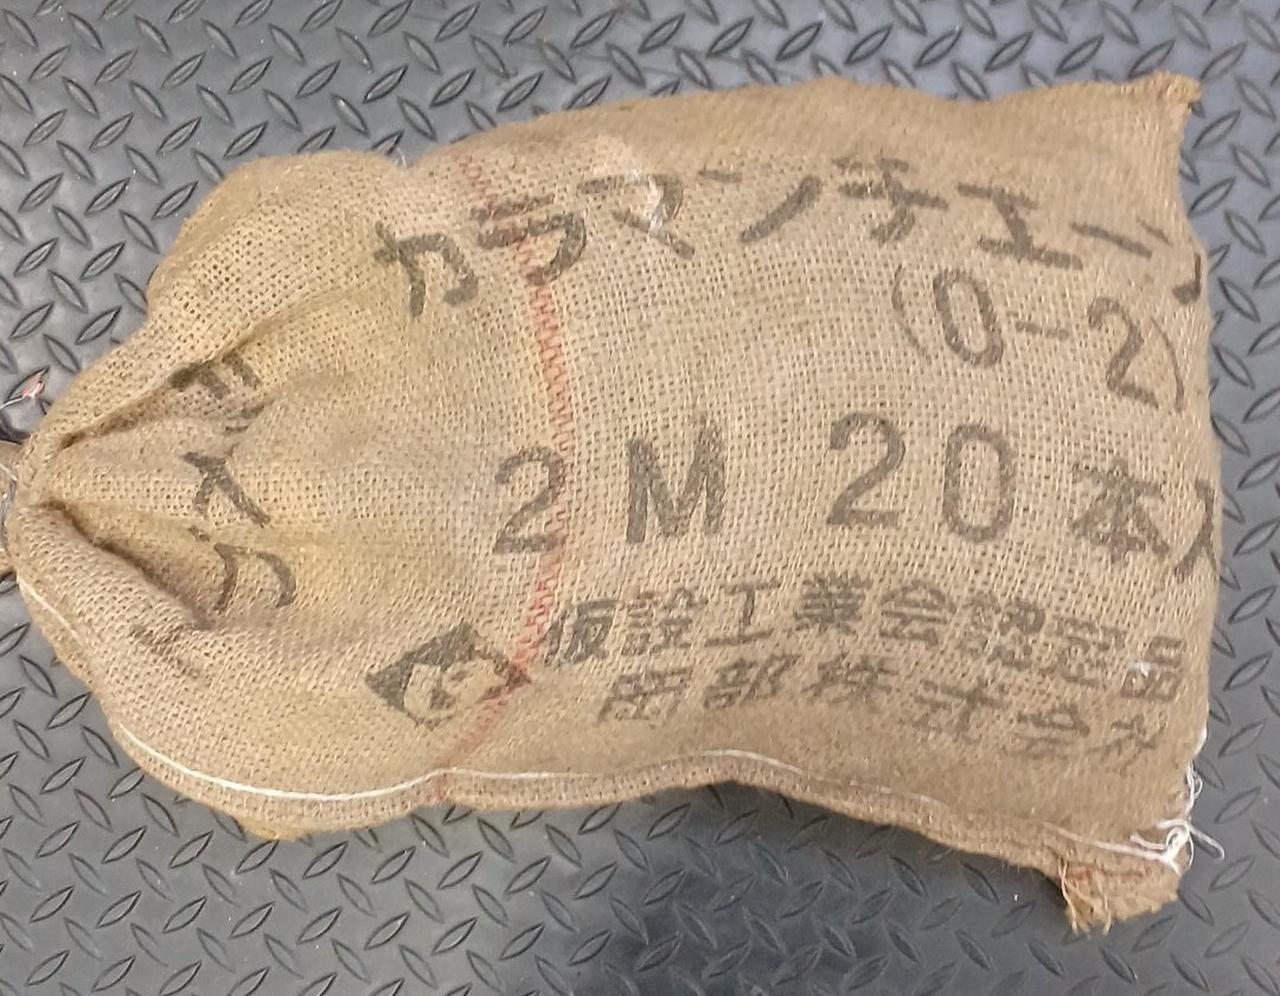 カラマンチエーン
(0-2)
2M 20本入
仮設工業会認定品
岡部株式会社